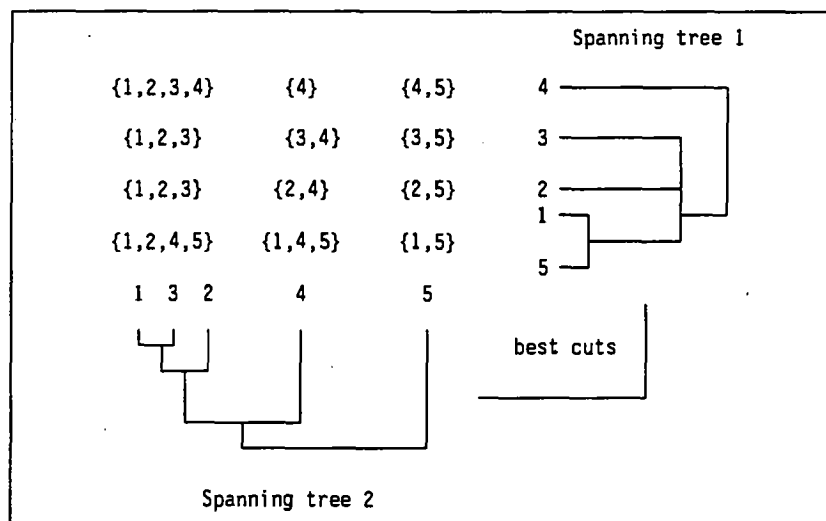 Spanning tree 1
{1,2,3,4} {4} {4,5} 4
{1,2,3} {3,4} {3,5} 3
{1,2,3} {2,4} {2,5} 2
1
{1,2,4,5} {1,4,5} {1,5}
5
1 3 2 4 5
best cuts
Spanning tree 2